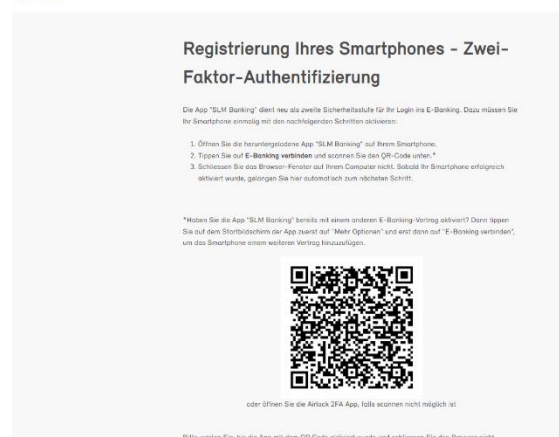 Registrierung Ihres Smartphones - Zwei-
Faktor-Authentifizierung
Die App "SLM Banking" dient neu als zweite Sicherheitsstufe für Ihr Login ins E-Banking. Dazu müssen Sie
Ihr Smartphone einmalig mit den nachfolgenden Schritten aktivieren:
1. Öffnen Sie die heruntergeladene App "SLM Banking" auf Ihrem Smartphone.
2. Tippen Sie auf E-Banking verbinden und scannen Sie den QR-Code unten.*
3. Schliessen Sie das Browser-Fenster auf Ihrem Computer nicht. Sobald Ihr Smartphone erfolgreich
aktiviert wurde, gelangen Sie hier automatisch zum nächsten Schritt.
*Haben Sie die App "SLM Banking" bereits mit einem anderen E-Banking-Vertrag aktiviert? Dann tippen
Sie auf dem Startbildschirm der App zuerst auf "Mehr Optionen" und erst dann auf "E-Banking verbinden",
um das Smartphone einem weiteren Vertrag hinzuzufügen.
oder öffnen Sie die Airlock 2FA App, falls scannen nicht möglich ist